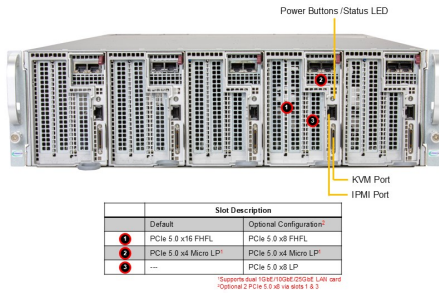 Power Buttons /Status LED
2
1
3
KVM Port
IPMI Port
Slot Description
Default Optional Configuration²
1 PCIe 5.0 x16 FHFL PCIe 5.0 x8 FHFL
2 PCIe 5.0 x4 Micro LP¹ PCIe 5.0 x4 Micro LP¹
3 --- PCIe 5.0 x8 LP
¹Supports dual 1GbE/10GbE/25GbE LAN card
²Optional 2 PCIe 5.0 x8 via slots 1 & 3